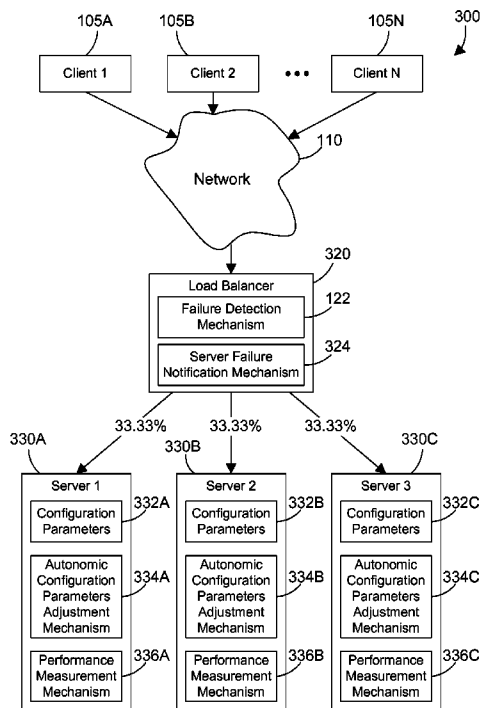 105A
105B
105N
300
Client 1
Client 2
•••
Client N
110
Network
320
Load Balancer
122
Failure Detection
Mechanism
324
Server Failure
Notification Mechanism
33.33%
33.33%
33.33%
330A
330B
330C
Server 1
Server 2
Server 3
332A
332B
332C
Configuration
Parameters
Configuration
Parameters
Configuration
Parameters
334A
334B
334C
Autonomic
Configuration
Parameters
Adjustment
Mechanism
Autonomic
Configuration
Parameters
Adjustment
Mechanism
Autonomic
Configuration
Parameters
Adjustment
Mechanism
336A
336B
336C
Performance
Measurement
Mechanism
Performance
Measurement
Mechanism
Performance
Measurement
Mechanism